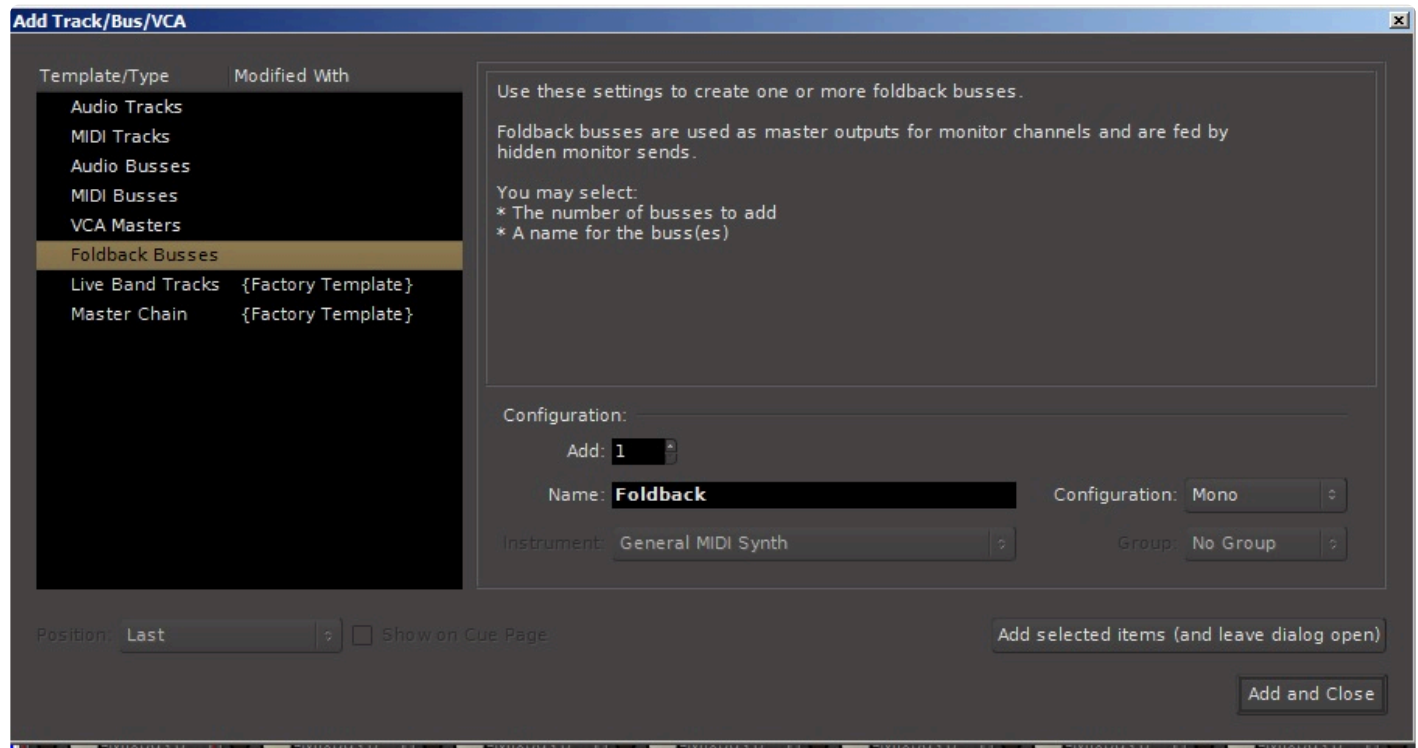 Add Track/Bus/VCA
Template/Type Modified With
Audio Tracks
MIDI Tracks
Audio Busses
MIDI Busses
VCA Masters
Foldback Busses
Live Band Tracks {Factory Template}
Master Chain {Factory Template}
Use these settings to create one or more foldback busses.
Foldback busses are used as master outputs for monitor channels and are fed by
hidden monitor sends.
You may select:
* The number of busses to add
* A name for the buss(es)
Configuration:
Add: 1
Name: Foldback Configuration: Mono
Instrument: General MIDI Synth Group: No Group
Position: Last Show on Cue Page
Add selected items (and leave dialog open)
Add and Close